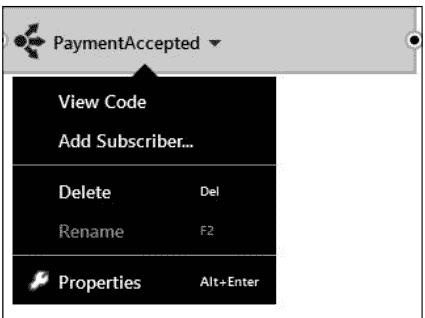 PaymentAccepted
View Code
Add Subscriber...
Delete Del
Rename F2
Properties Alt+Enter